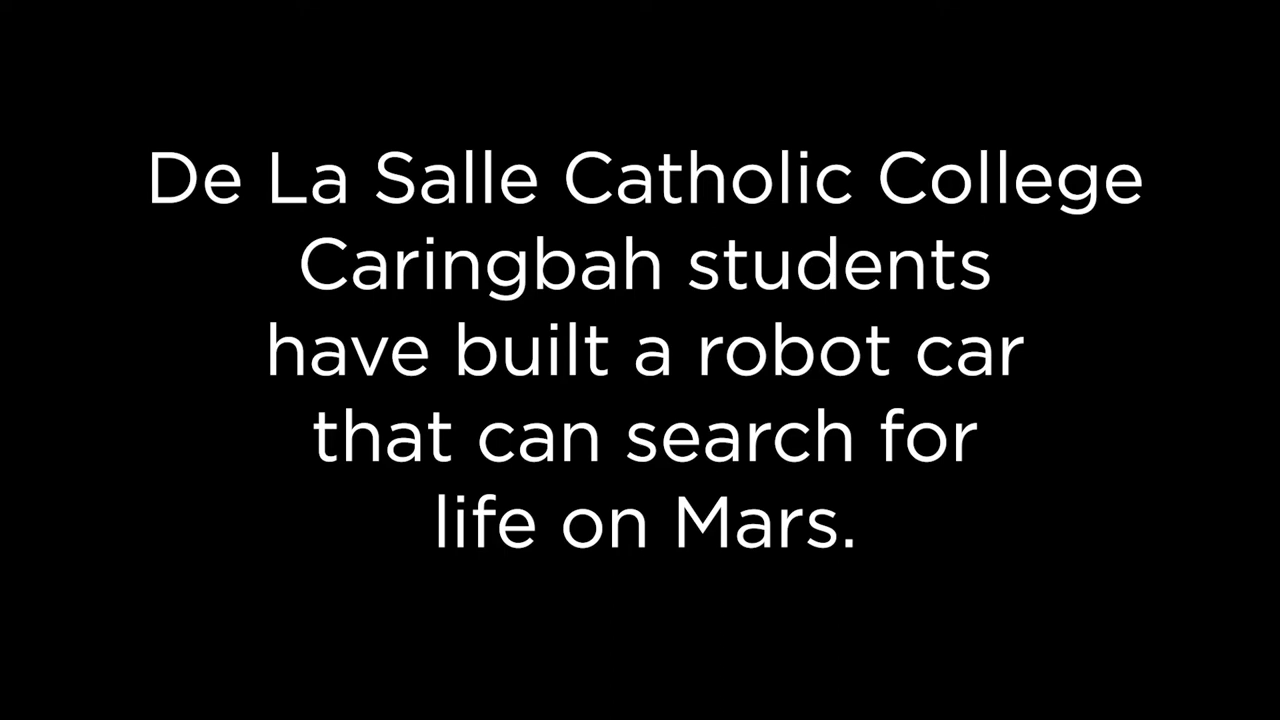 De La Salle Catholic College
Caringbah students
have built a robot car
that can search for
life on Mars.